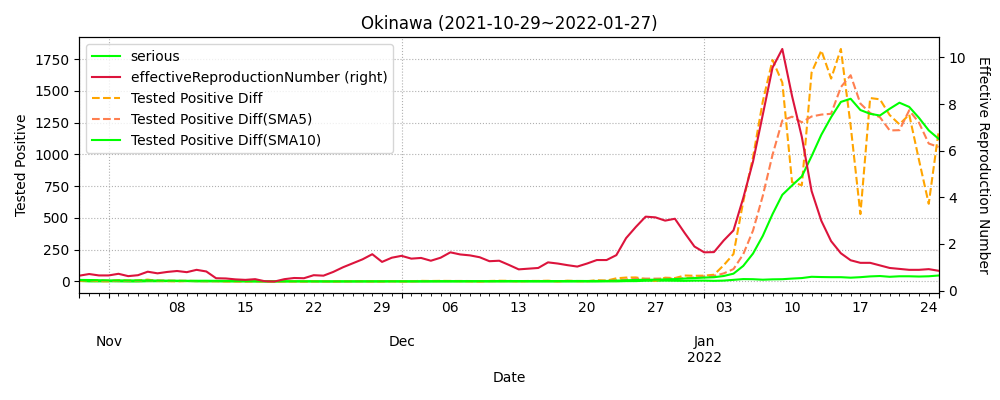 Okinawa (2021-10-29~2022-01-27)
serious
effectiveReproductionNumber (right)
Tested Positive Diff
Tested Positive Diff(SMA5)
Tested Positive Diff(SMA10)
Tested Positive
1750
1500
1250
1000
750
500
250
0
Effective Reproduction Number
10
8
6
4
2
0
08
15
22
29
06
13
20
27
03
10
17
24
Nov
Dec
Jan
2022
Date